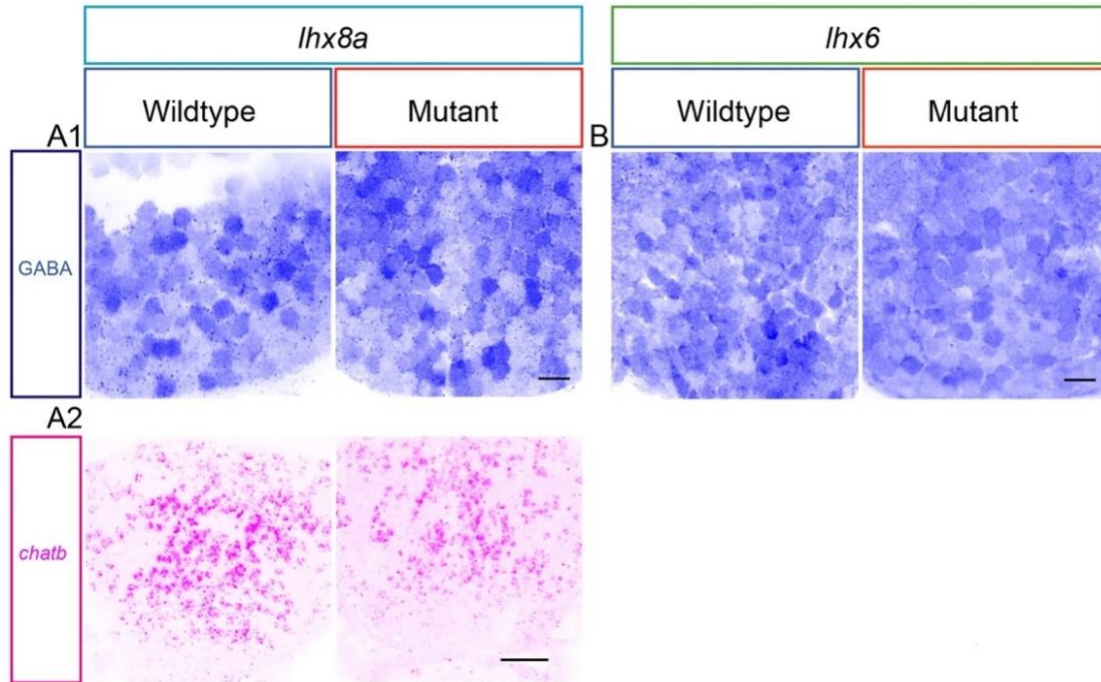 lhx8a
lhx6
Wildtype
Mutant
Wildtype
Mutant
A1
B
GABA
A2
chatb